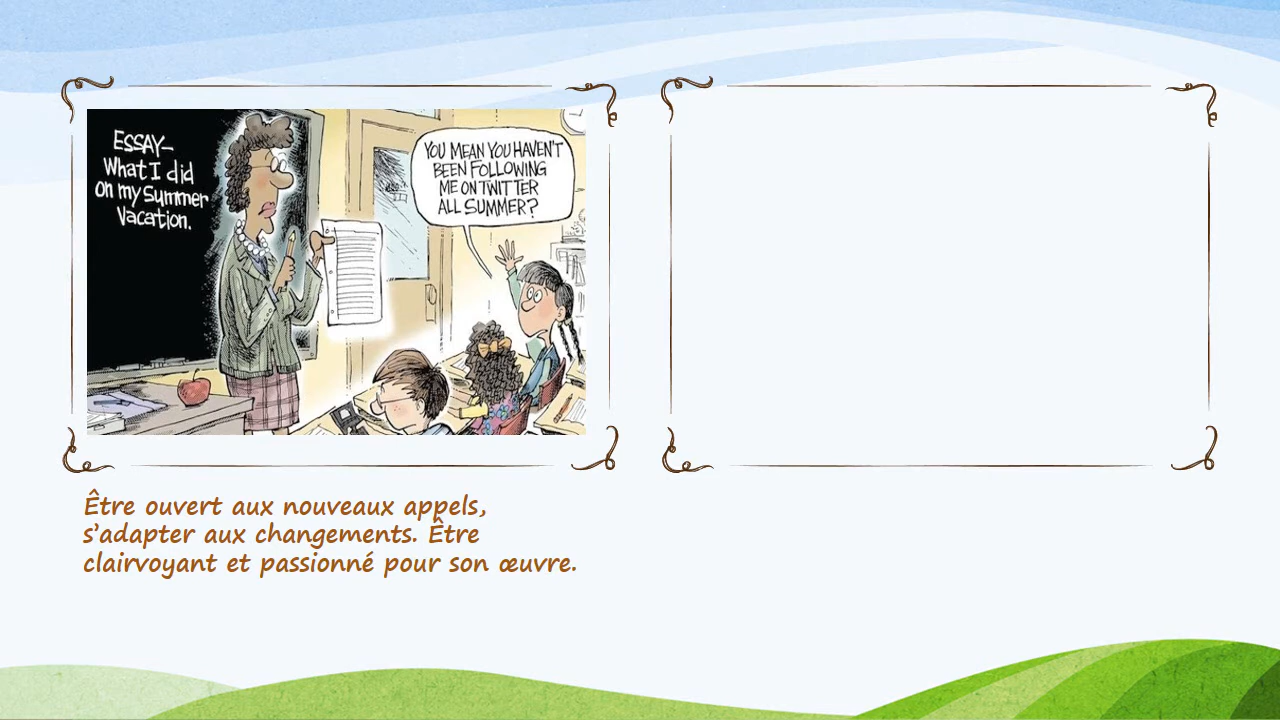 ESSAY-
What I did
on my Summer
Vacation.
YOU MEAN YOU HAVEN'T
BEEN FOLLOWING
ME ON TWITTER
ALL SUMMER?
Être ouvert aux nouveaux appels,
s’adapter aux changements. Être
clairvoyant et passionné pour son œuvre.